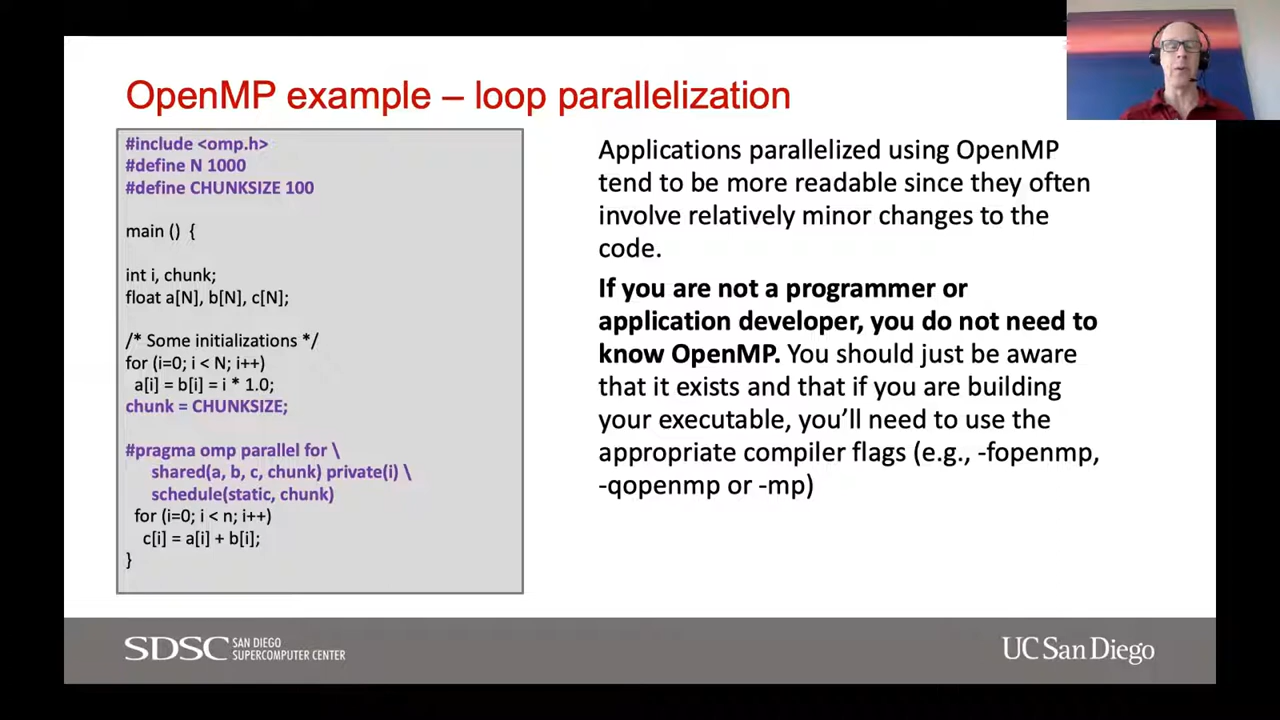 OpenMP example – loop parallelization
#include <omp.h>
#define N 1000
#define CHUNKSIZE 100
main ()  {
int i, chunk;
float a[N], b[N], c[N];
/* Some initializations */
for (i=0; i < N; i++)
a[i] = b[i] = i * 1.0;
chunk = CHUNKSIZE;
#pragma omp parallel for \
shared(a, b, c, chunk) private(i) \
schedule(static, chunk)
for (i=0; i < n; i++)
c[i] = a[i] + b[i];
}
Applications parallelized using OpenMP
tend to be more readable since they often
involve relatively minor changes to the
code.
If you are not a programmer or
application developer, you do not need to
know OpenMP. You should just be aware
that it exists and that if you are building
your executable, you’ll need to use the
appropriate compiler flags (e.g., -fopenmp,
-qopenmp or -mp)
SDSC SAN DIEGO
SUPERCOMPUTER CENTER
UC San Diego